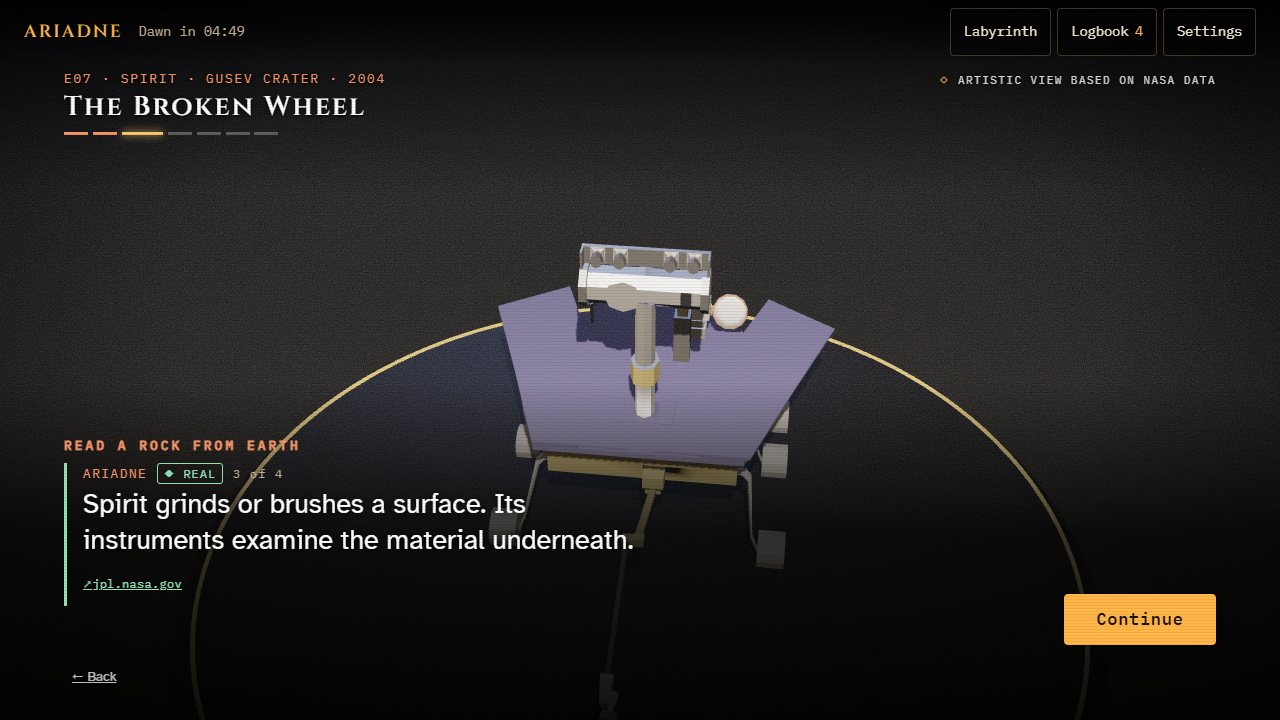 ARIADNE Dawn in 04:49
Labyrinth Logbook 4 Settings
E07 · SPIRIT · GUSEV CRATER · 2004
◇ ARTISTIC VIEW BASED ON NASA DATA
The Broken Wheel
READ A ROCK FROM EARTH
ARIADNE ◆ REAL 3 of 4
Spirit grinds or brushes a surface. Its
instruments examine the material underneath.
↗jpl.nasa.gov
Continue
← Back